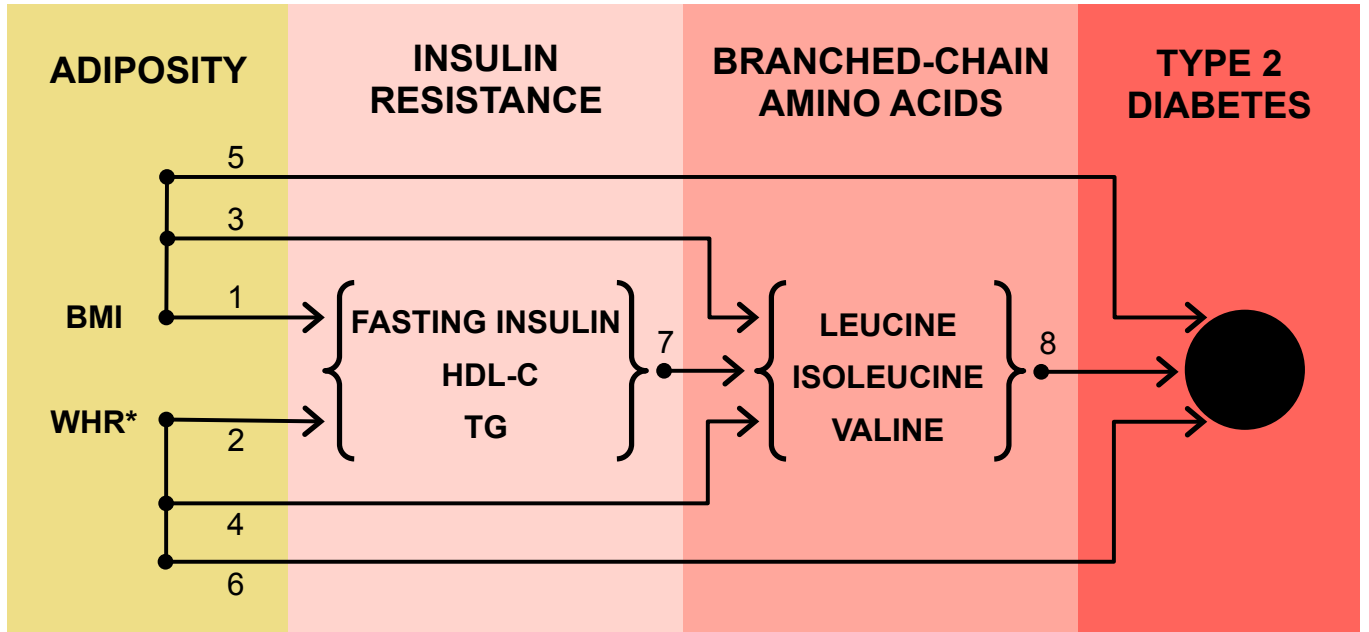 ADIPOSITY
INSULIN
RESISTANCE
BRANCHED-CHAIN
AMINO ACIDS
TYPE 2
DIABETES
5
3
1
BMI
WHR*
2
4
6
FASTING INSULIN
HDL-C
TG
7
LEUCINE
ISOLEUCINE
VALINE
8